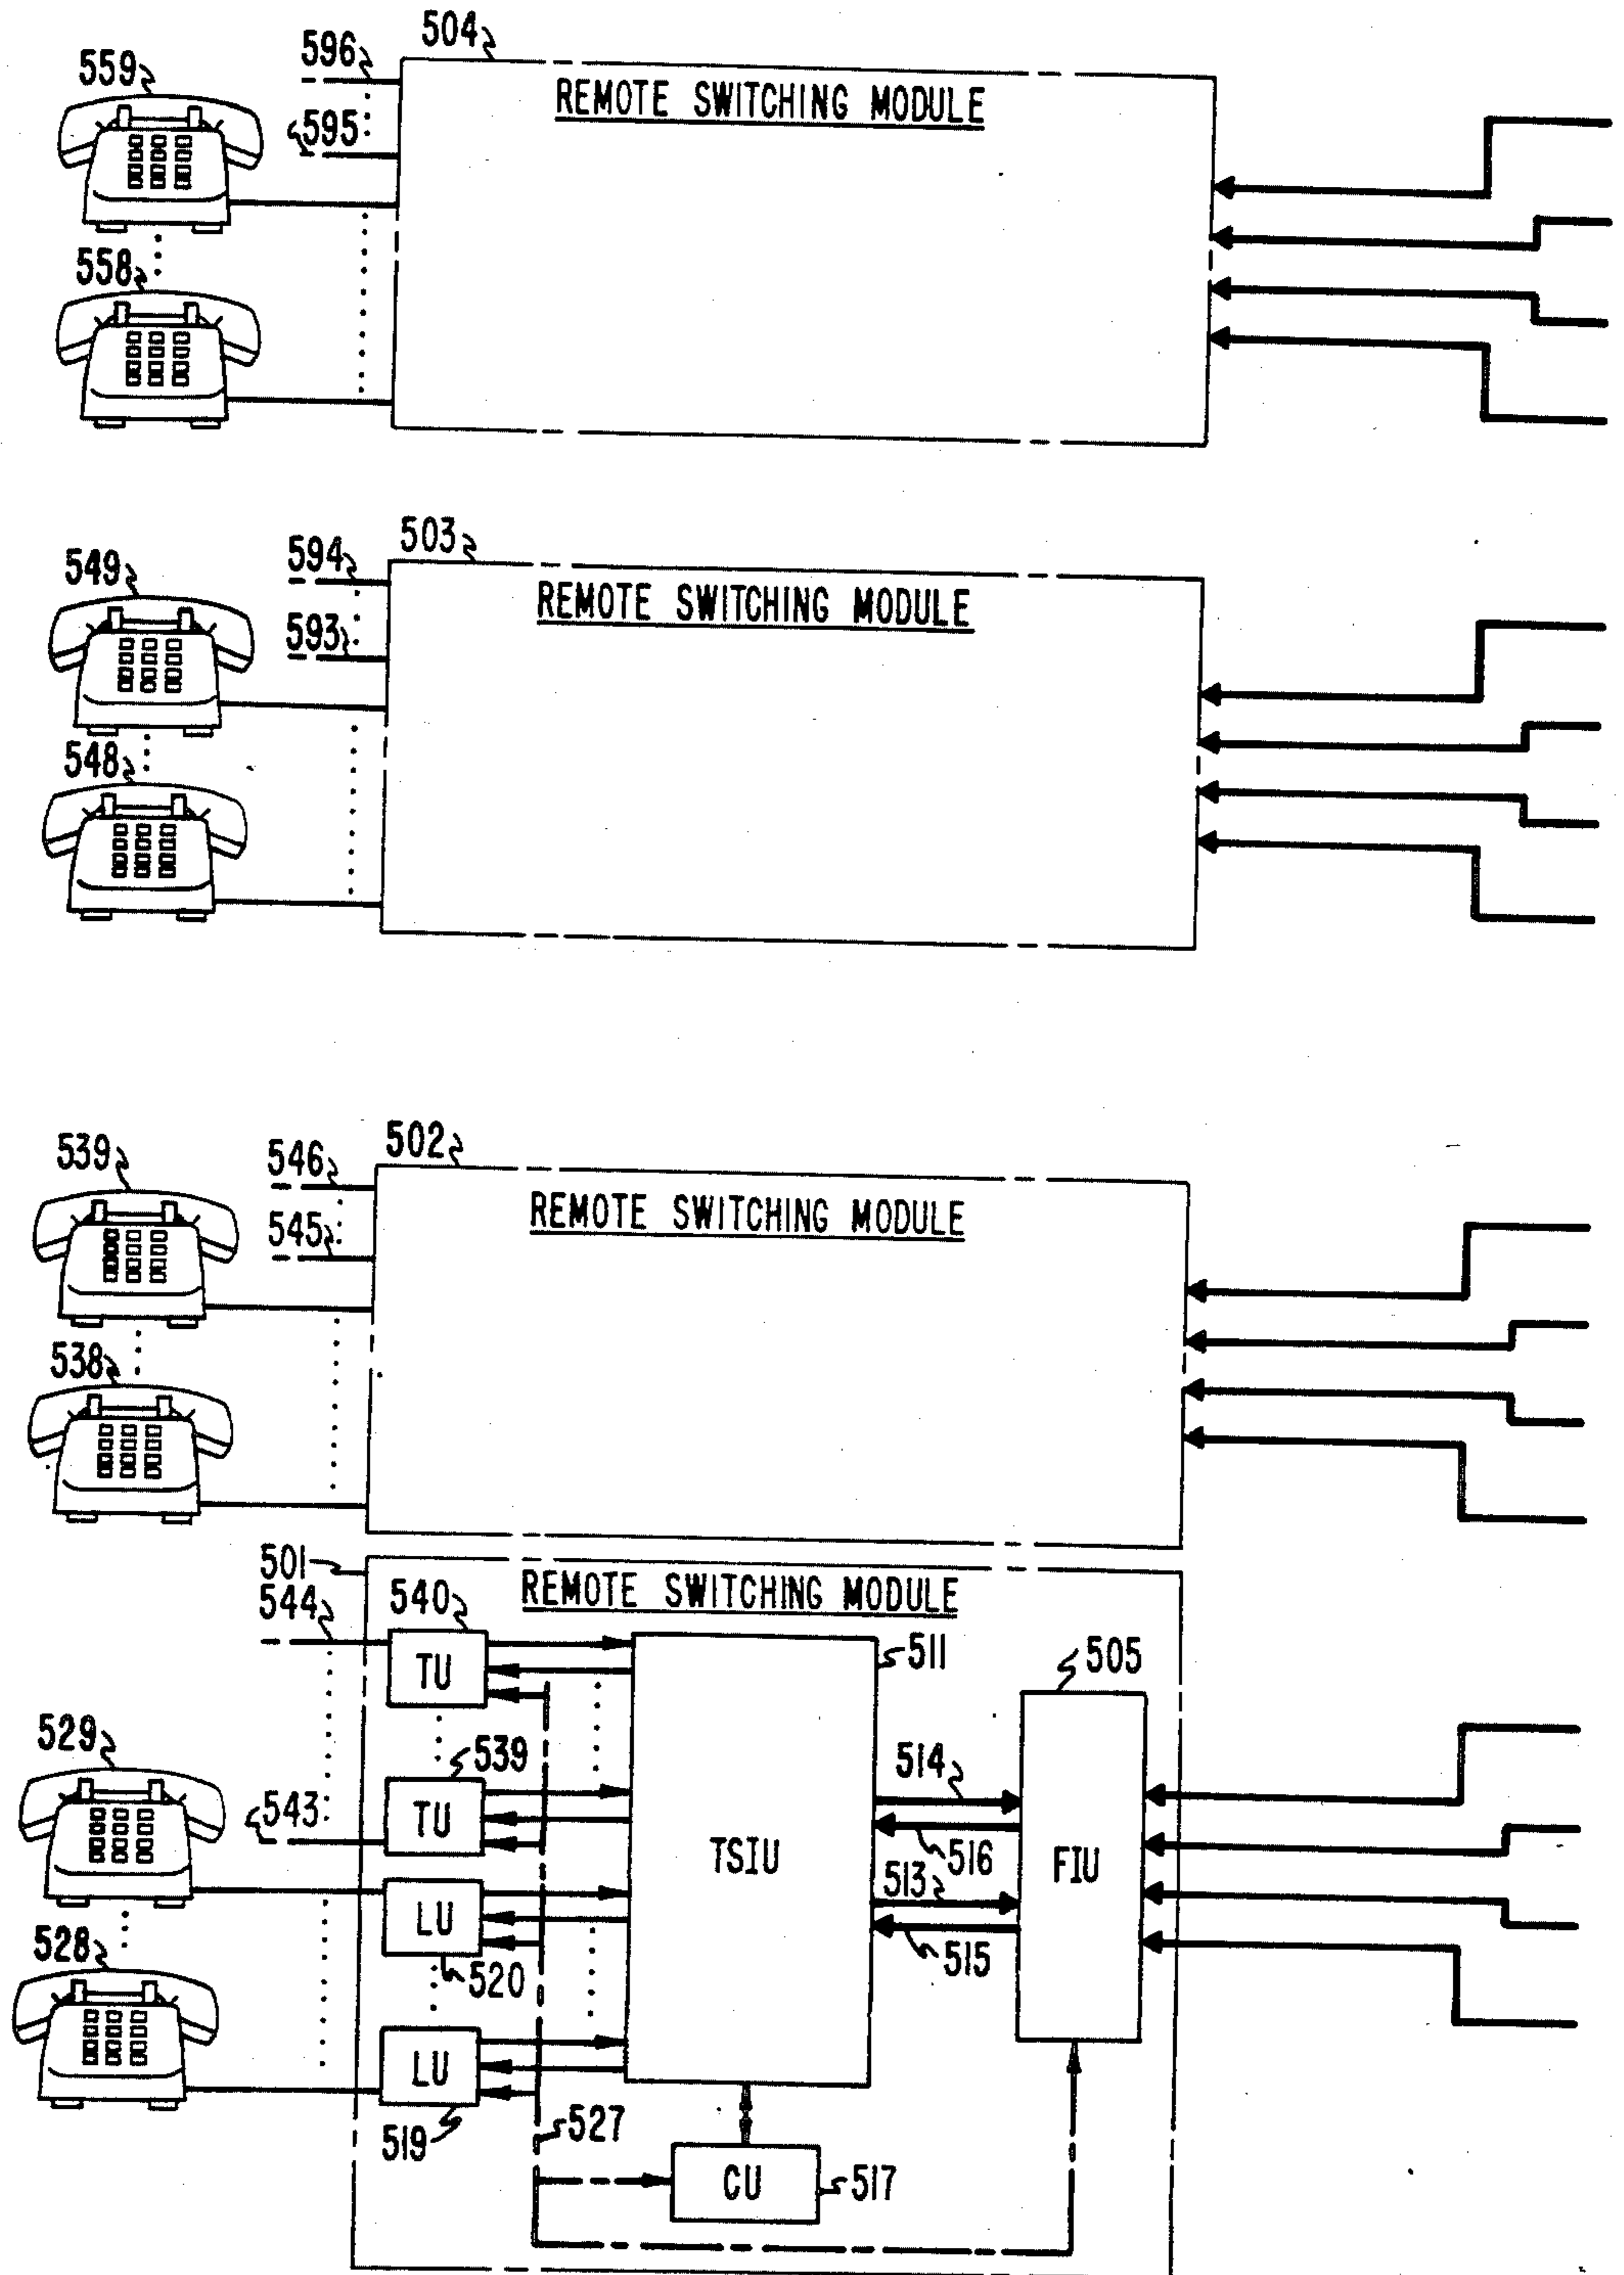 504
596
559
REMOTE SWITCHING MODULE
595
558
503
594
549
REMOTE SWITCHING MODULE
593
548
502
546
539
REMOTE SWITCHING MODULE
545
538
501
REMOTE SWITCHING MODULE
544
540
TU
511
505
529
539
514
543
TU
TSIU
516
FIU
513
LU
528
520
515
LU
519
527
CU
517